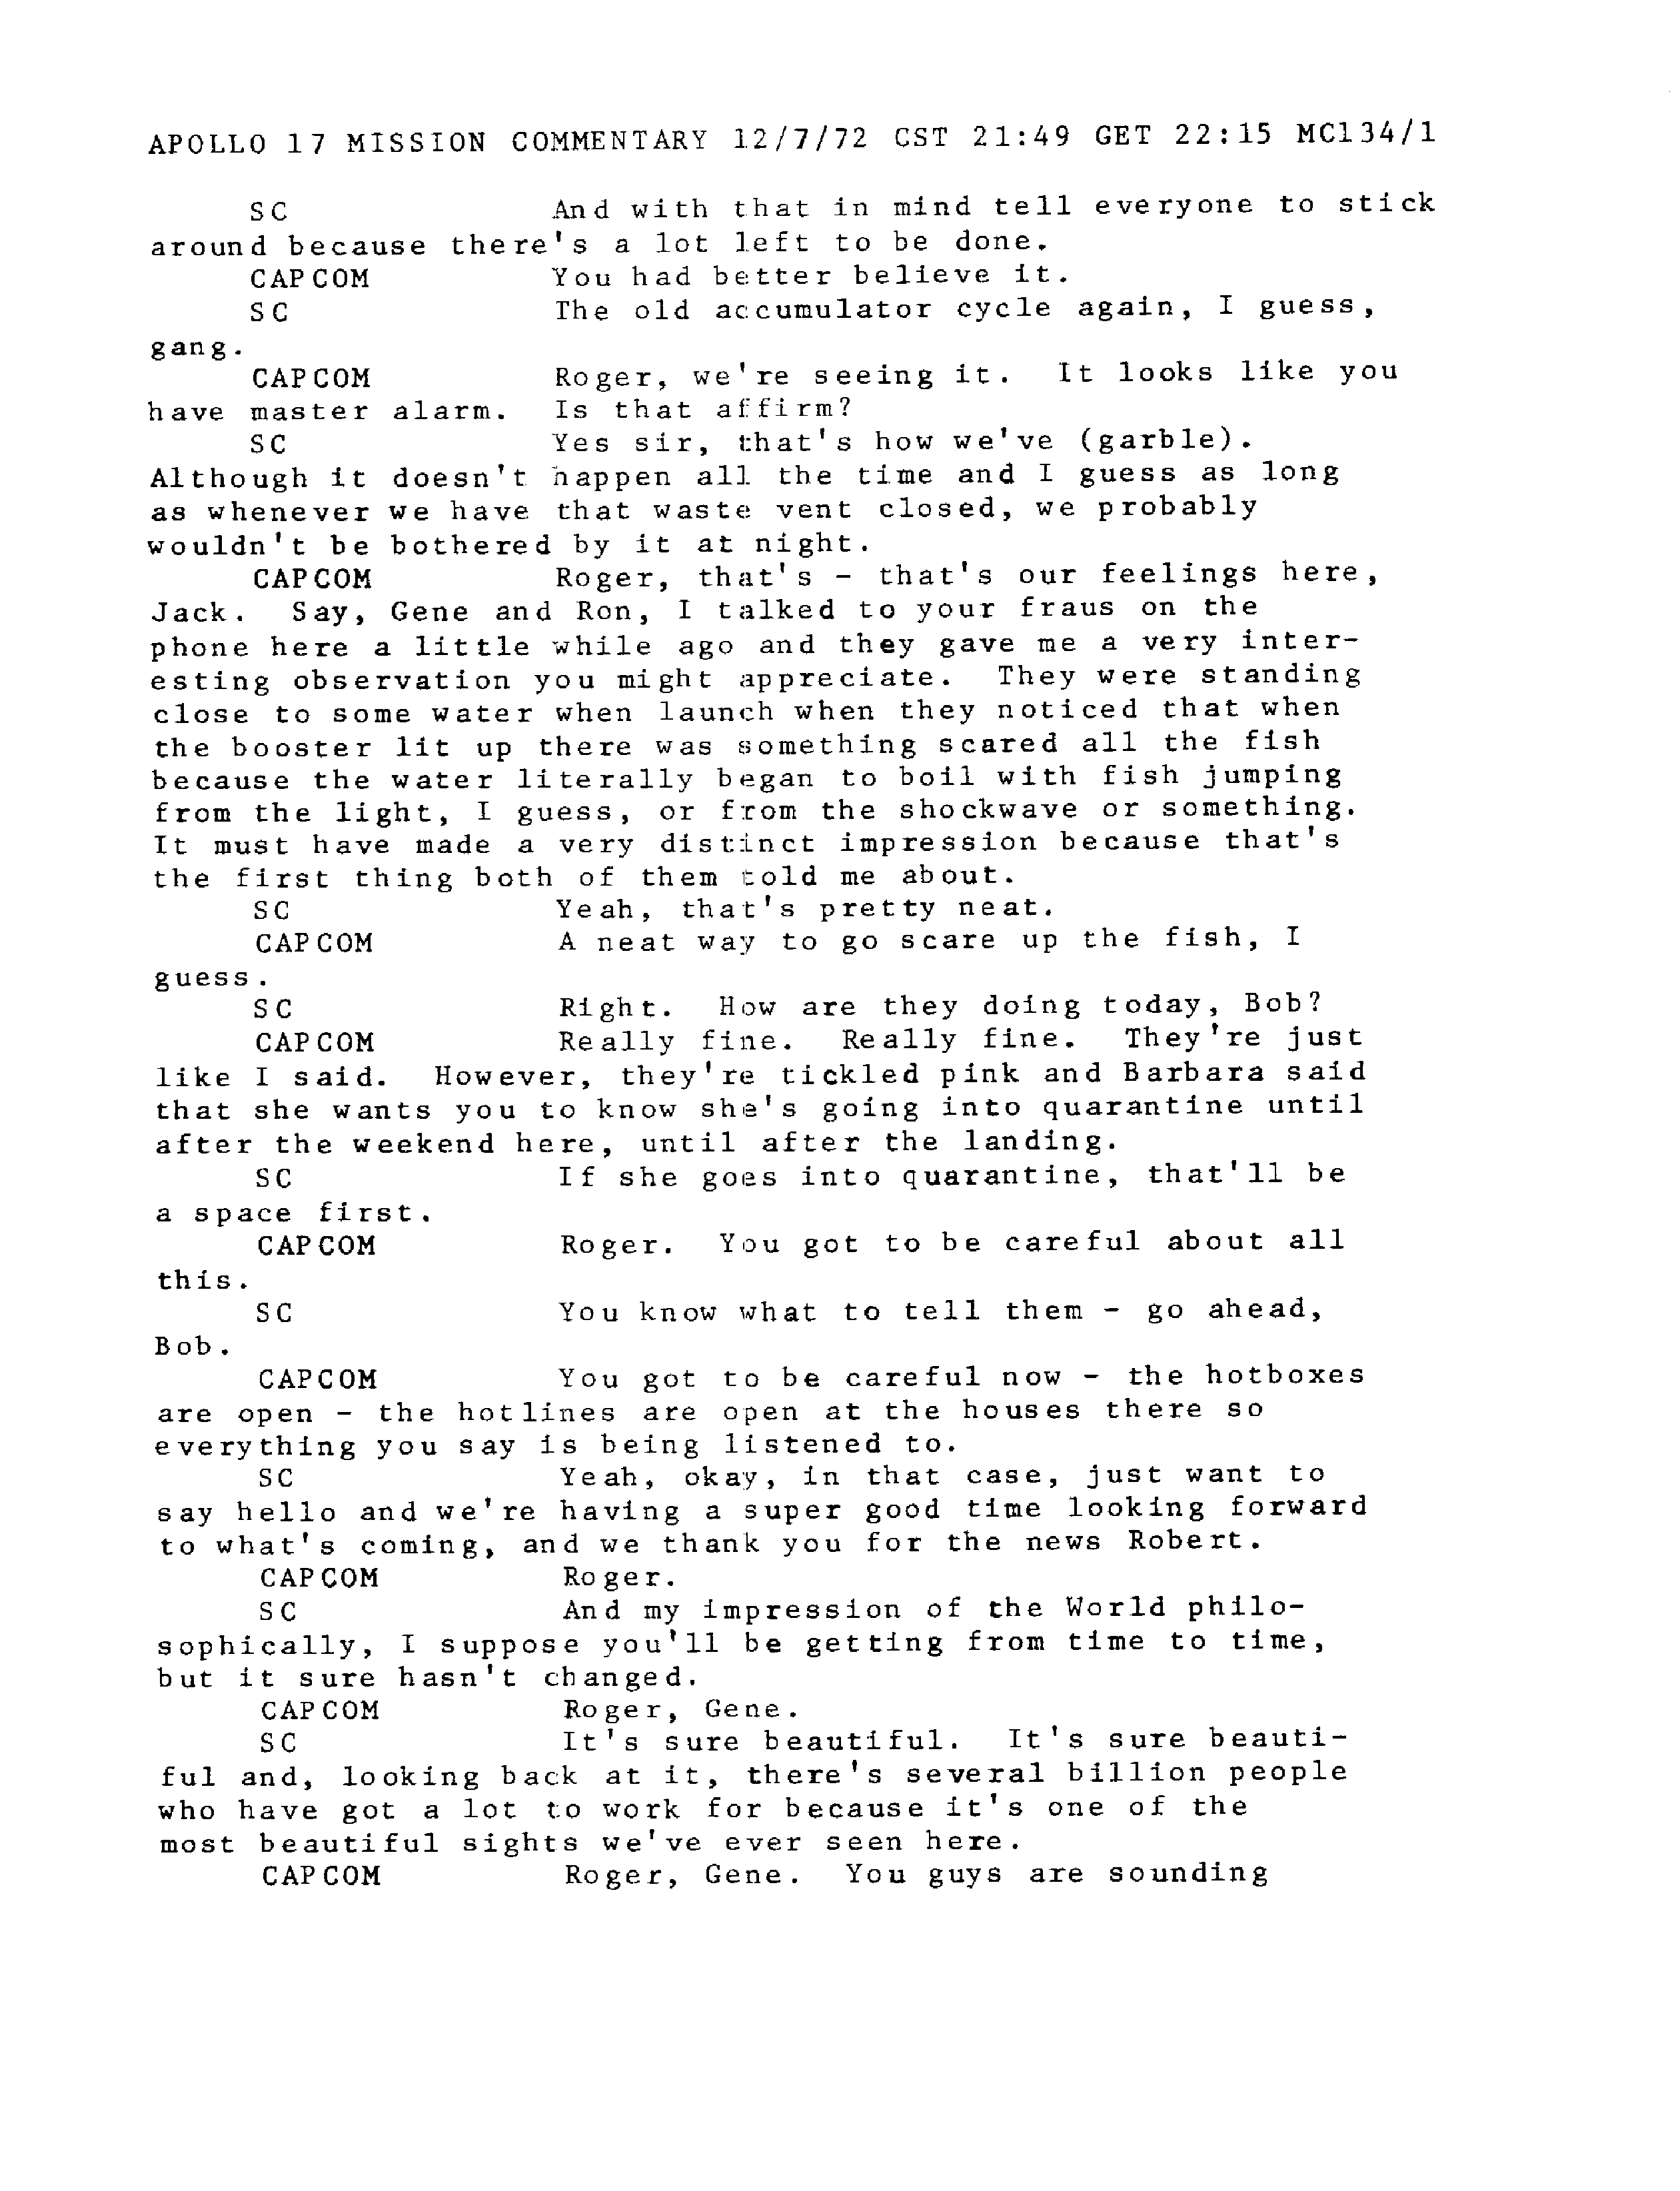 APOLLO 17 MISSION COMMENTARY 12/7/72 CST 21:49 GET 22:15 MC134/1
SC And with that in mind tell everyone to stick
around because there's a lot left to be done.
CAPCOM You had better believe it.
SC The old accumulator cycle again, I guess,
gang.
CAPCOM Roger, we're seeing it. It looks like you
have master alarm. Is that affirm?
SC Yes sir, that's how we've (garble).
Although it doesn't happen all the time and I guess as long
as whenever we have that waste vent closed, we probably
wouldn't be bothered by it at night.
CAPCOM Roger, that's - that's our feelings here,
Jack. Say, Gene and Ron, I talked to your fraus on the
phone here a little while ago and they gave me a very inter-
esting observation you might appreciate. They were standing
close to some water when launch when they noticed that when
the booster lit up there was something scared all the fish
because the water literally began to boil with fish jumping
from the light, I guess, or from the shockwave or something.
It must have made a very distinct impression because that's
the first thing both of them told me about.
SC Yeah, that's pretty neat.
CAPCOM A neat way to go scare up the fish, I
guess.
SC Right. How are they doing today, Bob?
CAPCOM Really fine. Really fine. They're just
like I said. However, they're tickled pink and Barbara said
that she wants you to know she's going into quarantine until
after the weekend here, until after the landing.
SC If she goes into quarantine, that'll be
a space first.
CAPCOM Roger. You got to be careful about all
this.
SC You know what to tell them - go ahead,
Bob.
CAPCOM You got to be careful now - the hotboxes
are open - the hotlines are open at the houses there so
everything you say is being listened to.
SC Yeah, okay, in that case, just want to
say hello and we're having a super good time looking forward
to what's coming, and we thank you for the news Robert.
CAPCOM Roger.
SC And my impression of the World philo-
sophically, I suppose you'll be getting from time to time,
but it sure hasn't changed.
CAPCOM Roger, Gene.
SC It's sure beautiful. It's sure beauti-
ful and, looking back at it, there's several billion people
who have got a lot to work for because it's one of the
most beautiful sights we've ever seen here.
CAPCOM Roger, Gene. You guys are sounding